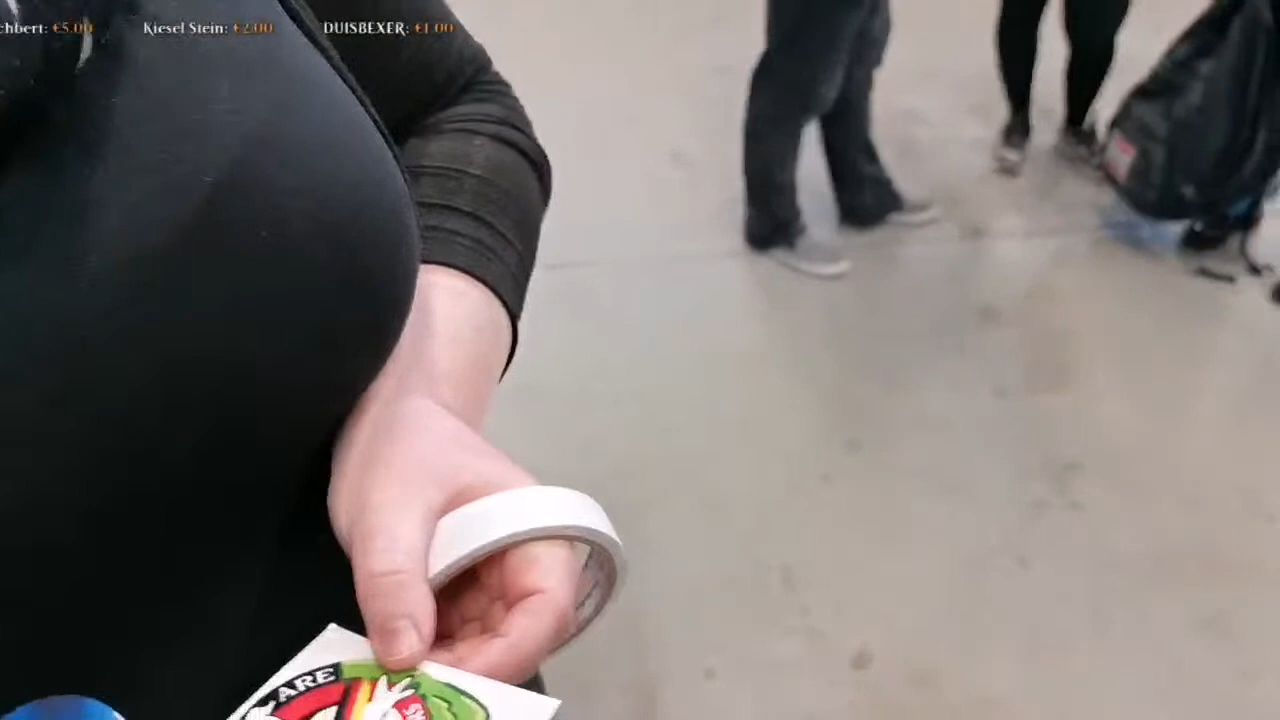 chbert: €5.00 Kiesel Stein: €2.00 DUISBEXER: €1.00
ARE